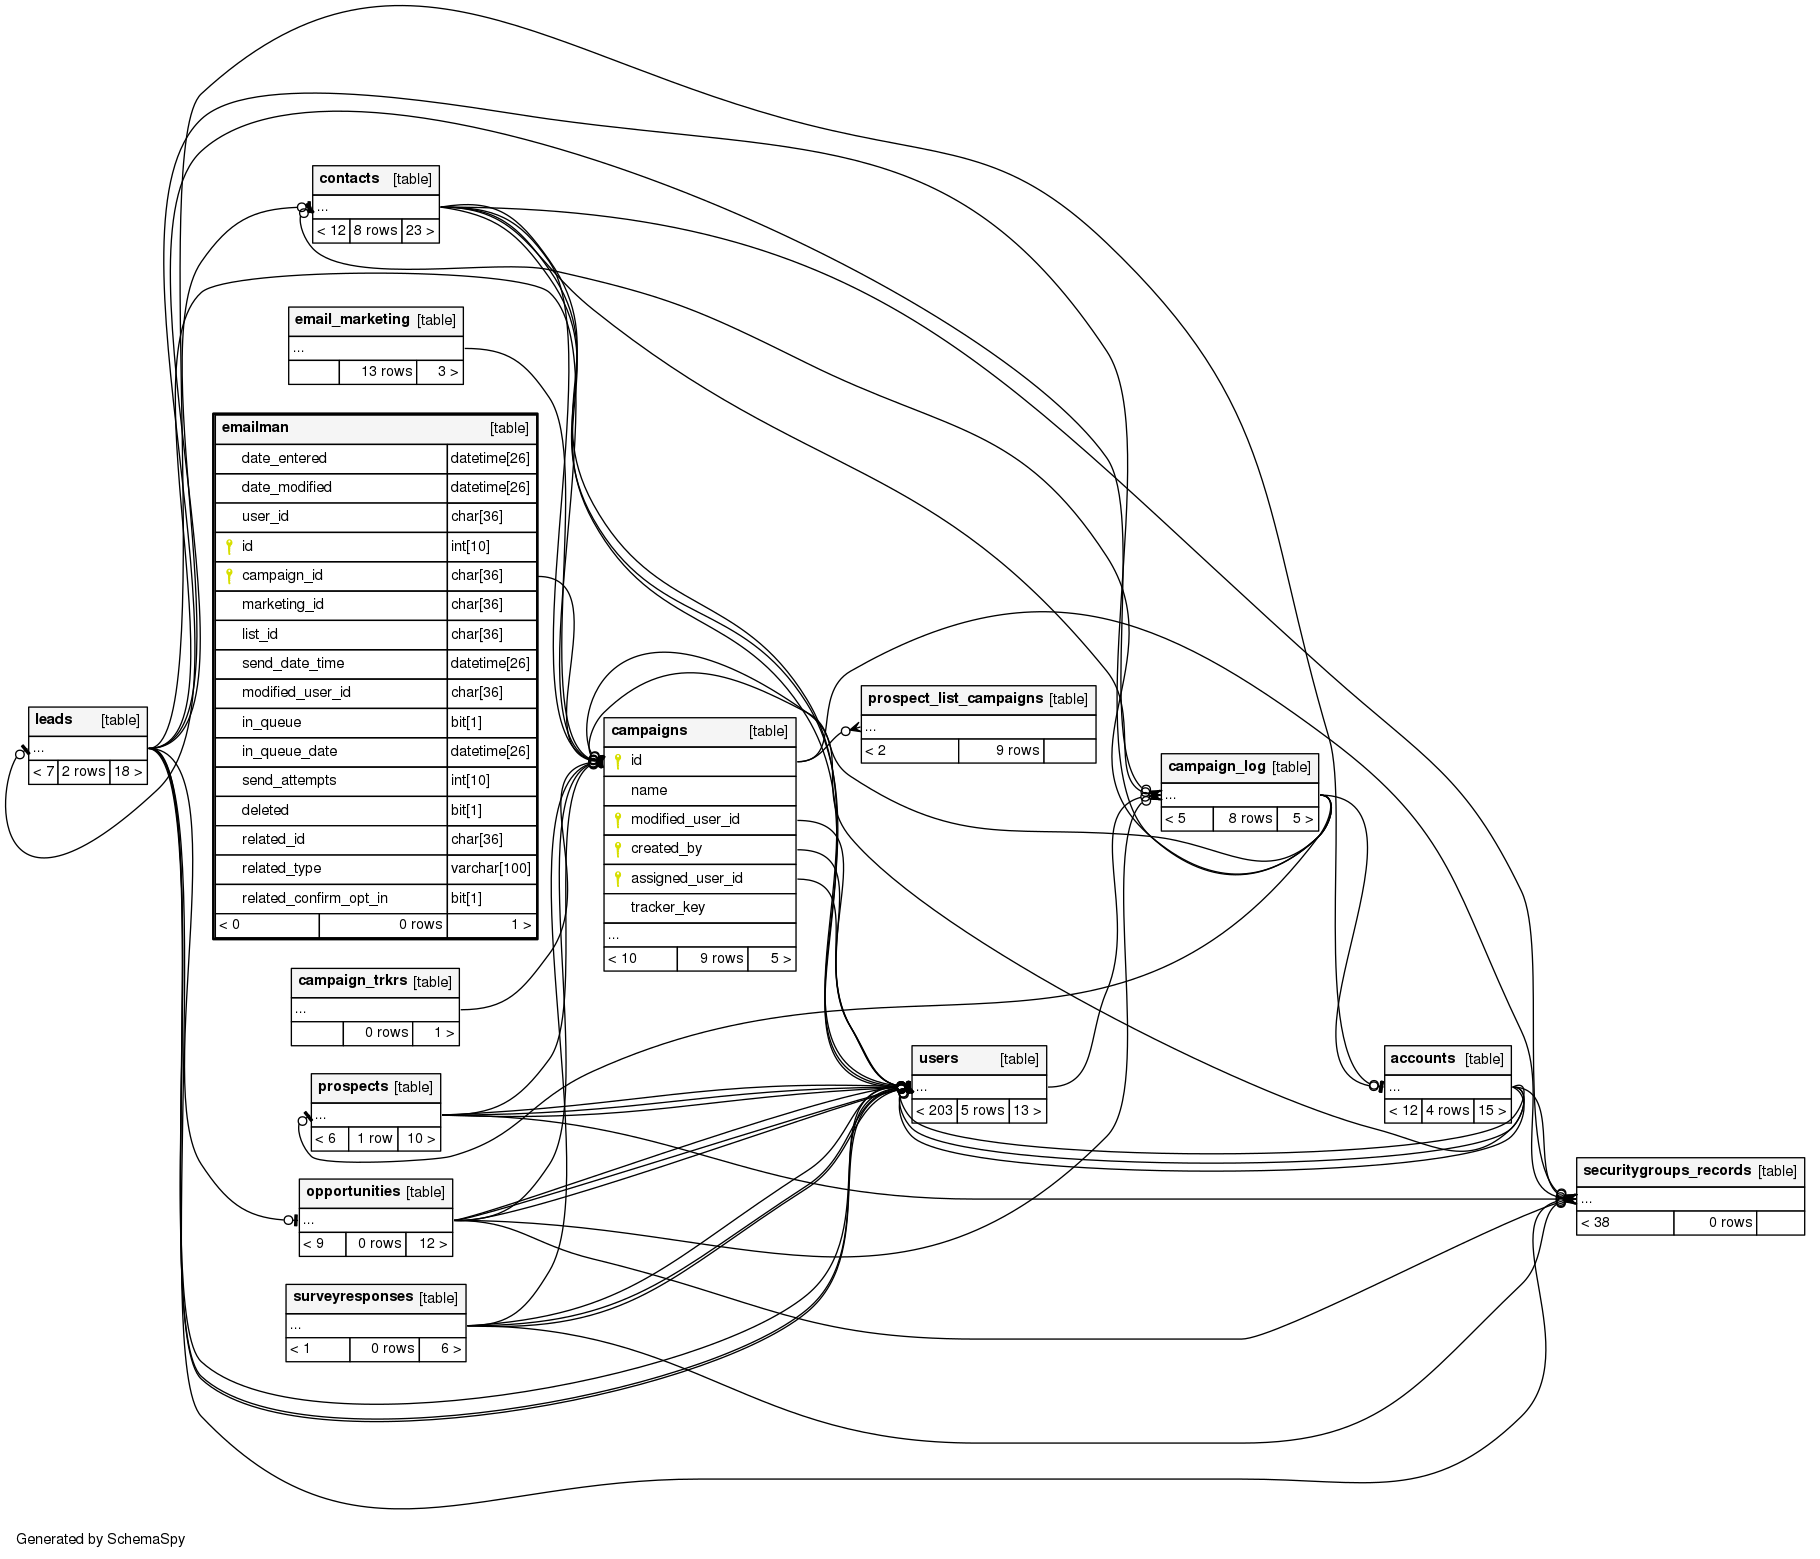 contacts [table]
...
< 12 8 rows 23 >
email_marketing [table]
...
13 rows 3 >
emailman [table]
date_entered datetime[26]
date_modified datetime[26]
user_id char[36]
id int[10]
campaign_id char[36]
marketing_id char[36]
list_id char[36]
send_date_time datetime[26]
modified_user_id char[36]
in_queue bit[1]
in_queue_date datetime[26]
send_attempts int[10]
deleted bit[1]
related_id char[36]
related_type varchar[100]
related_confirm_opt_in bit[1]
< 0 0 rows 1 >
leads [table]
...
< 7 2 rows 18 >
campaigns [table]
id
name
modified_user_id
created_by
assigned_user_id
tracker_key
...
< 10 9 rows 5 >
prospect_list_campaigns [table]
...
< 2 9 rows
campaign_log [table]
...
< 5 8 rows 5 >
campaign_trkrs [table]
...
0 rows 1 >
prospects [table]
...
< 6 1 row 10 >
users [table]
...
< 203 5 rows 13 >
accounts [table]
...
< 12 4 rows 15 >
opportunities [table]
...
< 9 0 rows 12 >
securitygroups_records [table]
...
< 38 0 rows
surveyresponses [table]
...
< 1 0 rows 6 >
Generated by SchemaSpy